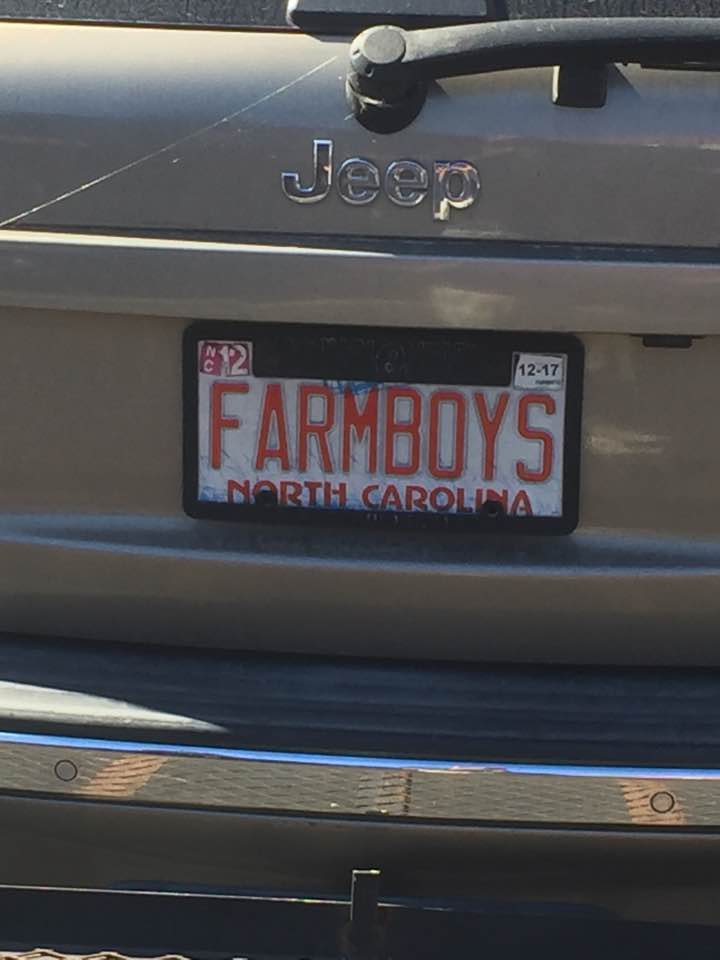 Jeep
NC 12
12-17
FARMBOYS
NORTH CAROLINA